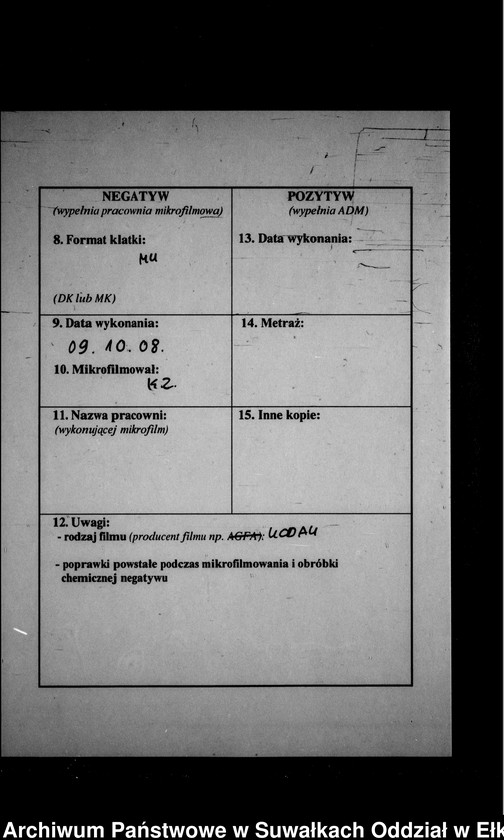 NEGATYW
(wypełnia pracownia mikrofilmowa)
8. Format klatki:
MK
(DK lub MK)
9. Data wykonania:
09. 10. 08.
10. Mikrofilmował:
KZ.
11. Nazwa pracowni:
(wykonującej mikrofilm)
POZYTYW
(wypełnia ADM)
13. Data wykonania:
14. Metraż:
15. Inne kopie:
12. Uwagi:
- rodzaj filmu (producent filmu np. AGFA): KODAK
- poprawki powstałe podczas mikrofilmowania i obróbki
chemicznej negatywu
Archiwum Państwowe w Suwałkach Oddział w Ełk